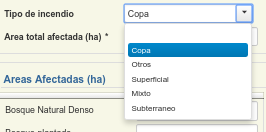 Tipo de incendio Copa
Area total afectada (ha) *
Copa
Otros
Areas Afectadas (ha) Superficial
Mixto
Bosque Natural Denso Subterraneo